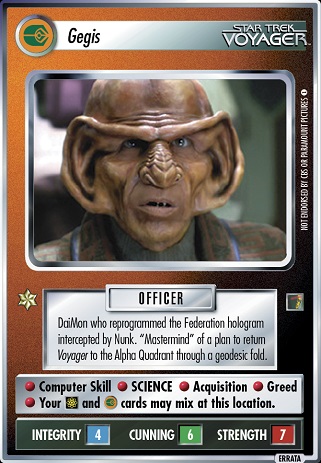 Gegis
STAR TREK
VOYAGER™
NOT ENDORSED BY CBS OR PARAMOUNT PICTURES
OFFICER
DaiMon who reprogrammed the Federation hologram
intercepted by Nunk. “Mastermind” of a plan to return
Voyager to the Alpha Quadrant through a geodesic fold.
• Computer Skill • SCIENCE • Acquisition • Greed
• Your and cards may mix at this location.
INTEGRITY 4 CUNNING 6 STRENGTH 7
ERRATA